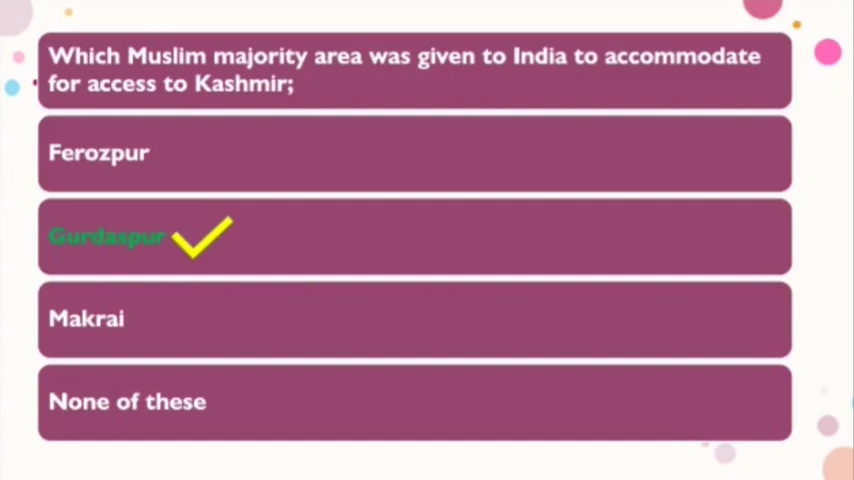 Which Muslim majority area was given to India to accommodate
for access to Kashmir;
Ferozpur
Gurdaspur
Makrai
None of these